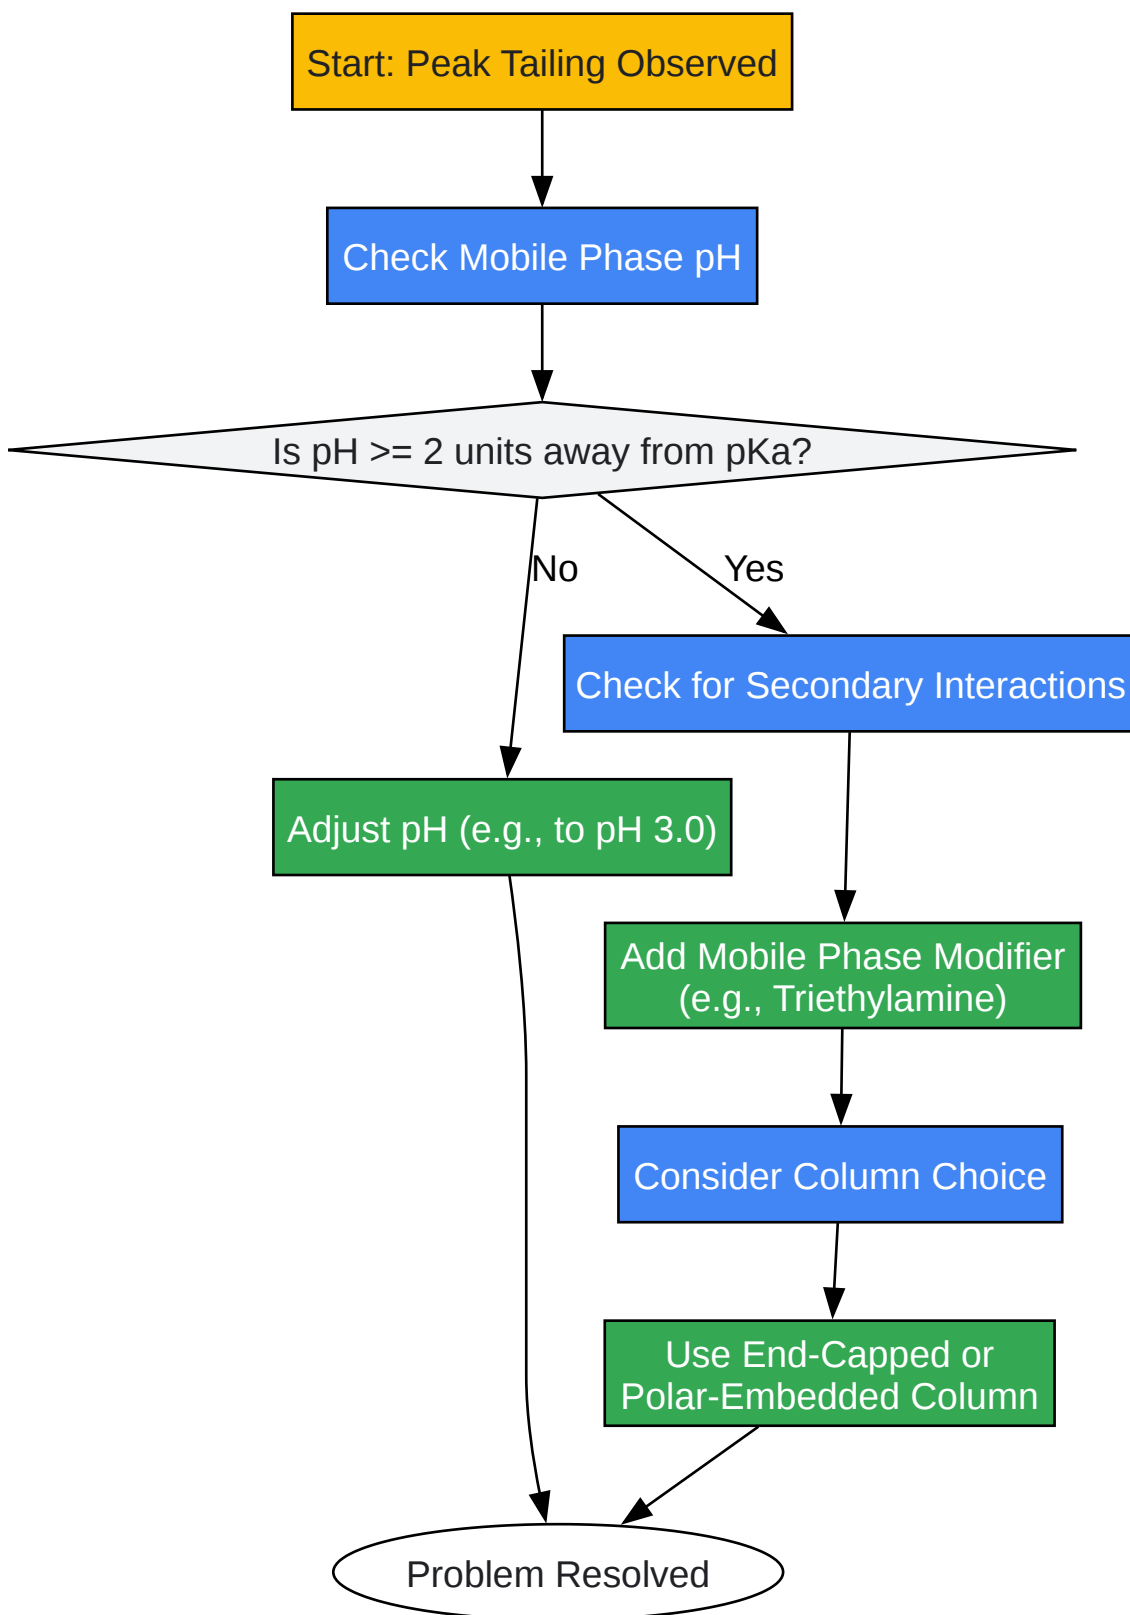 Start: Peak Tailing Observed
Check Mobile Phase pH
Is pH >= 2 units away from pKa?
No
Yes
Check for Secondary Interactions
Adjust pH (e.g., to pH 3.0)
Add Mobile Phase Modifier
(e.g., Triethylamine)
Consider Column Choice
Use End-Capped or
Polar-Embedded Column
Problem Resolved